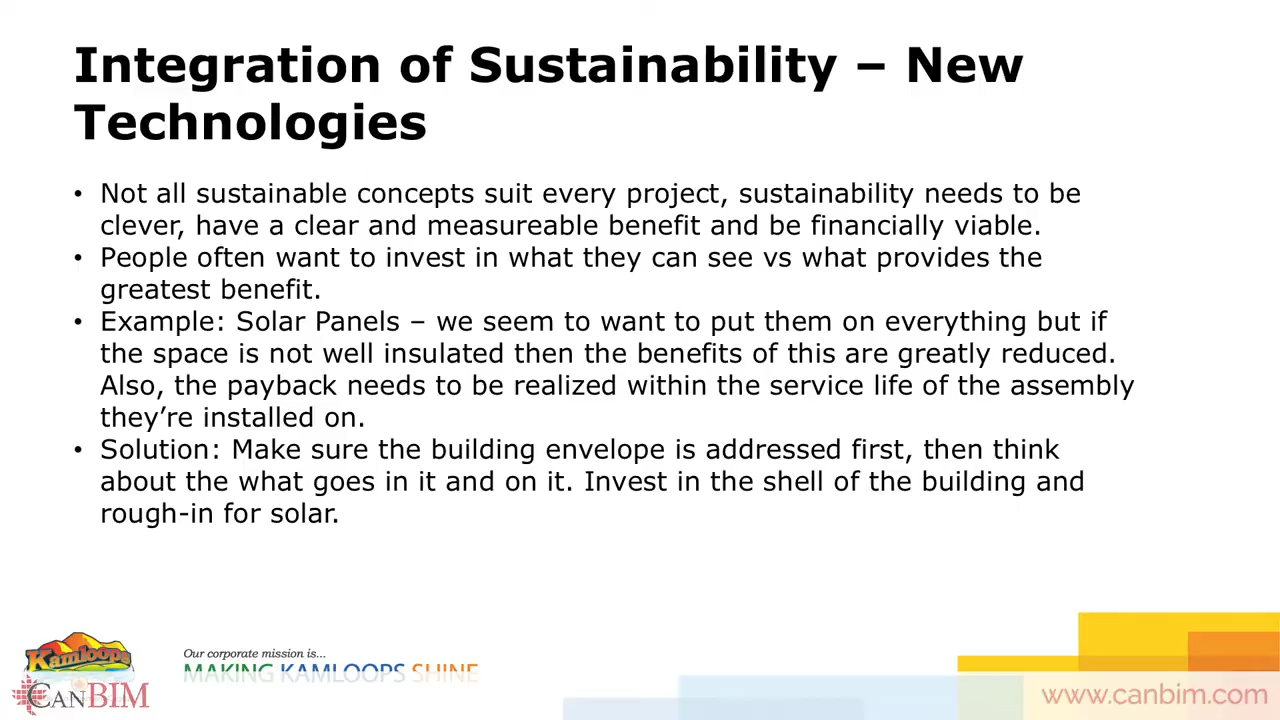 Integration of Sustainability – New
Technologies
• Not all sustainable concepts suit every project, sustainability needs to be
clever, have a clear and measureable benefit and be financially viable.
• People often want to invest in what they can see vs what provides the
greatest benefit.
• Example: Solar Panels – we seem to want to put them on everything but if
the space is not well insulated then the benefits of this are greatly reduced.
Also, the payback needs to be realized within the service life of the assembly
they’re installed on.
• Solution: Make sure the building envelope is addressed first, then think
about the what goes in it and on it. Invest in the shell of the building and
rough-in for solar.
Kamloops
Our corporate mission is...
MAKING KAMLOOPS SHINE
CANBIM
www.canbim.com